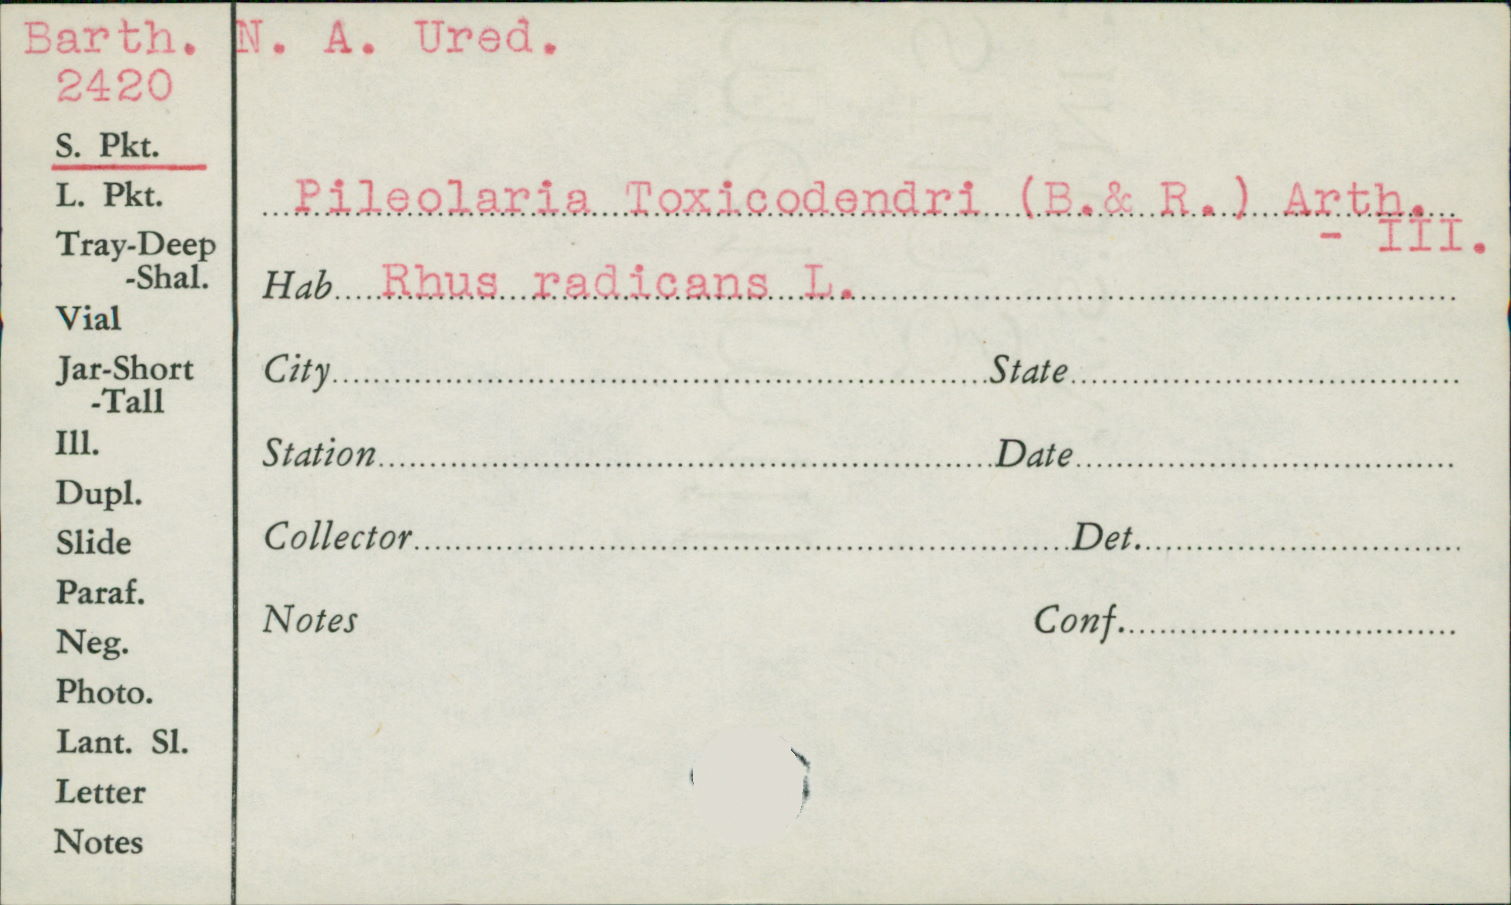 Barth. N. A. Ured.
2420
S. Pkt.
L. Pkt.
Tray-Deep
-Shal.
Vial
Jar-Short
-Tall
Ill.
Dupl.
Slide
Paraf.
Neg.
Photo.
Lant. Sl.
Letter
Notes
Pileolaria Toxicodendri (B.& R.) Arth.
- III.
Hab Rhus radicans L.
City State
Station Date
Collector Det.
Notes Conf.